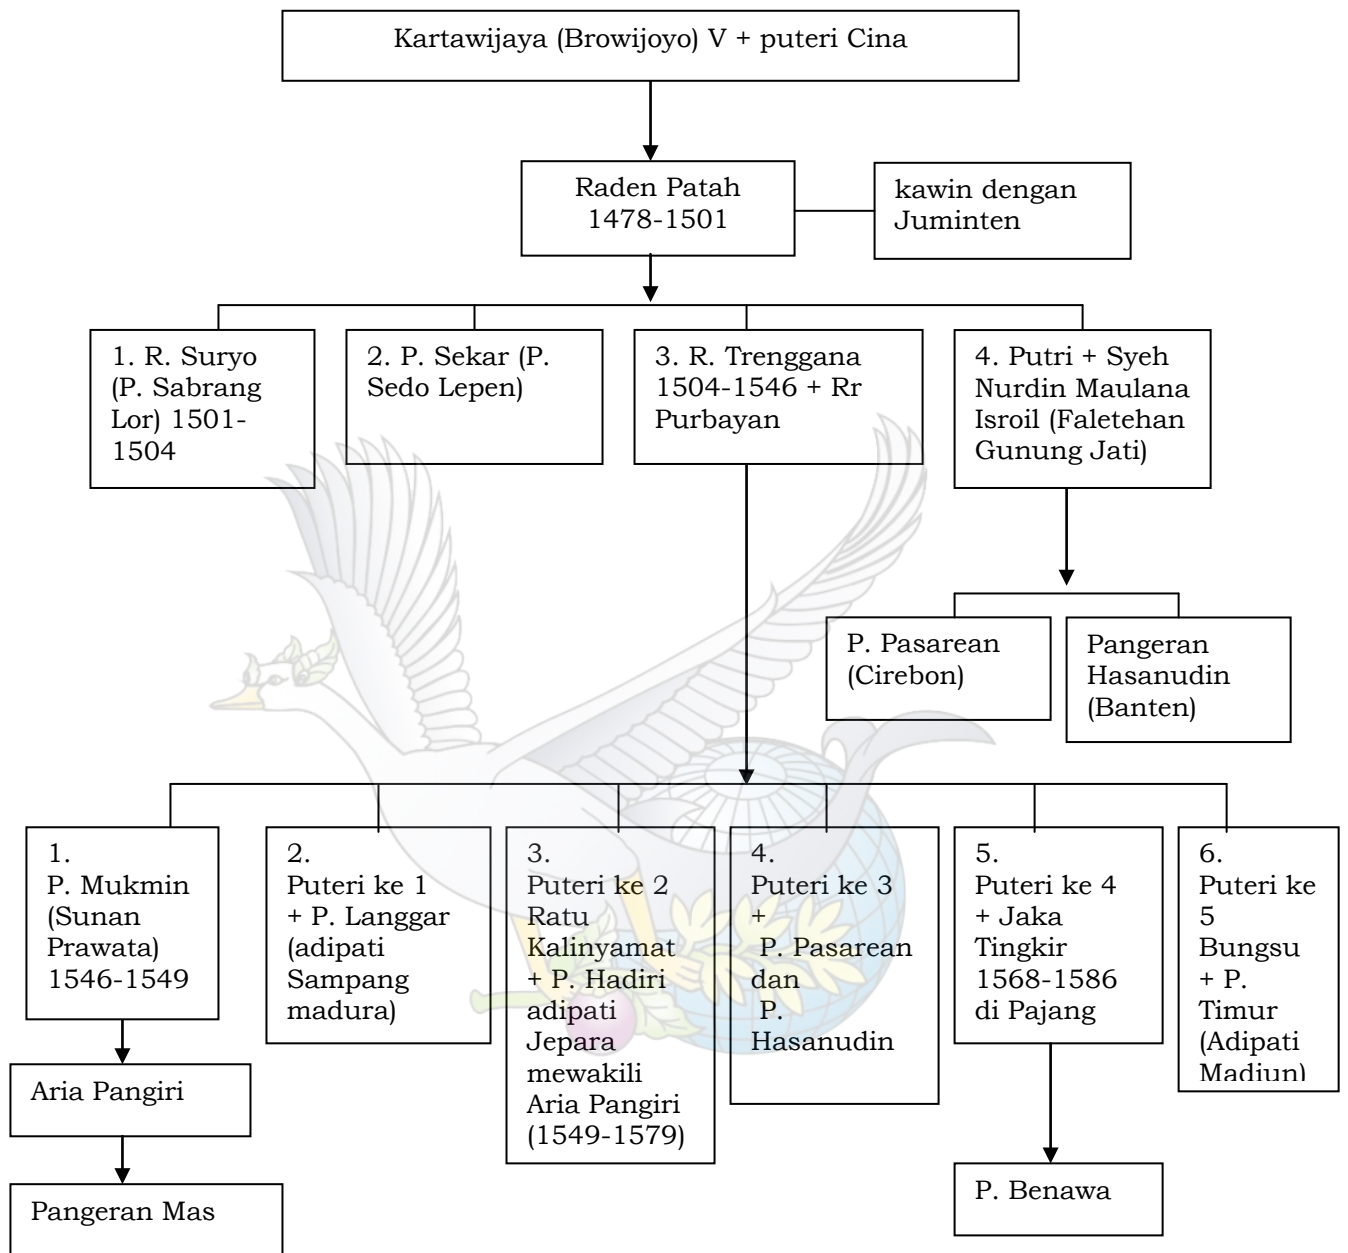 Kartawijaya (Browijoyo) V + puteri Cina
Raden Patah
1478-1501
kawin dengan
Juminten
1. R. Suryo
(P. Sabrang
Lor) 1501-
1504
2. P. Sekar (P.
Sedo Lepen)
3. R. Trenggana
1504-1546 + Rr
Purbayan
4. Putri + Syeh
Nurdin Maulana
Isroil (Faletehan
Gunung Jati)
P. Pasarean
(Cirebon)
Pangeran
Hasanudin
(Banten)
1.
P. Mukmin
(Sunan
Prawata)
1546-1549
2.
Puteri ke 1
+ P. Langgar
(adipati
Sampang
madura)
3.
Puteri ke 2
Ratu
Kalinyamat
+ P. Hadiri
adipati
Jepara
mewakili
Aria Pangiri
(1549-1579)
4.
Puteri ke 3
+
P. Pasarean
dan
P.
Hasanudin
5.
Puteri ke 4
+ Jaka
Tingkir
1568-1586
di Pajang
6.
Puteri ke
5
Bungsu
+ P.
Timur
(Adipati
Madiun)
Aria Pangiri
Pangeran Mas
P. Benawa